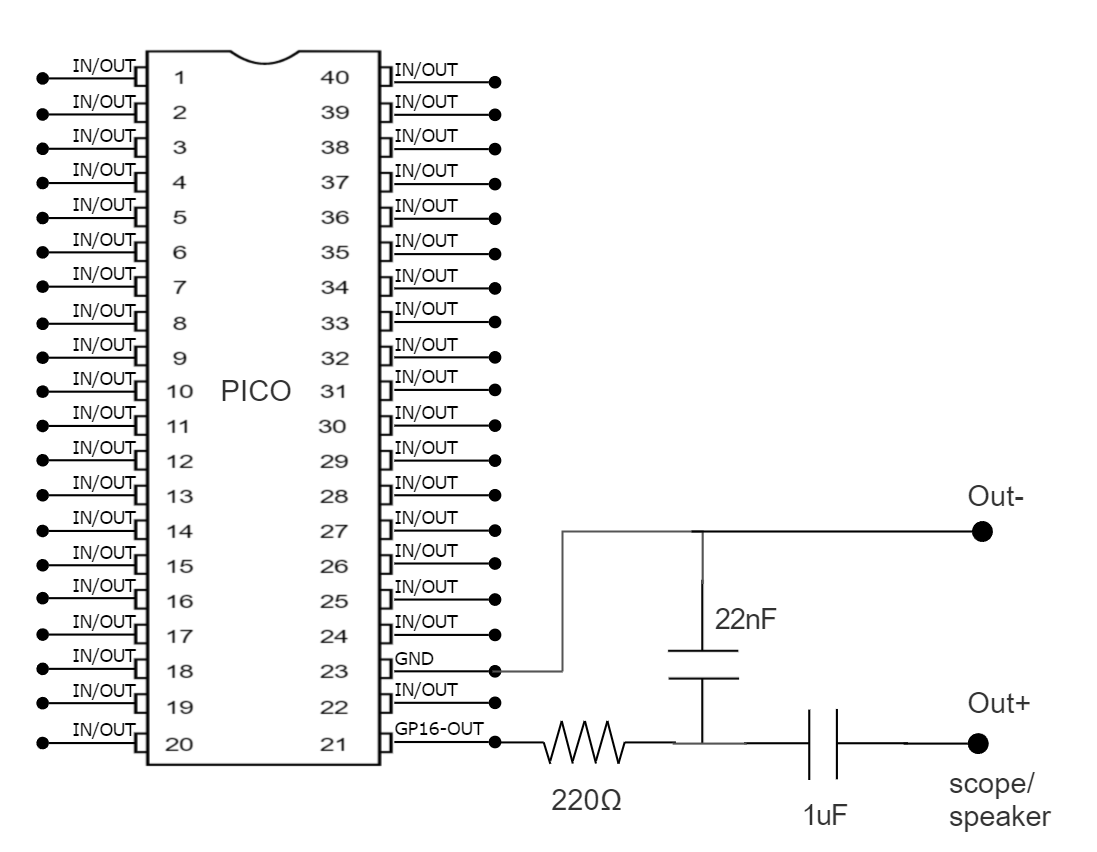 IN/OUT 1 40 IN/OUT
IN/OUT 2 39 IN/OUT
IN/OUT 3 38 IN/OUT
IN/OUT 4 37 IN/OUT
IN/OUT 5 36 IN/OUT
IN/OUT 6 35 IN/OUT
IN/OUT 7 34 IN/OUT
IN/OUT 8 33 IN/OUT
IN/OUT 9 32 IN/OUT
IN/OUT 10 PICO 31 IN/OUT
IN/OUT 11 30 IN/OUT
IN/OUT 12 29 IN/OUT
IN/OUT 13 28 IN/OUT
IN/OUT 14 27 IN/OUT
IN/OUT 15 26 IN/OUT
IN/OUT 16 25 IN/OUT
IN/OUT 17 24 IN/OUT
IN/OUT 18 23 GND
IN/OUT 19 22 IN/OUT
IN/OUT 20 21 GP16-OUT
Out-
22nF
Out+
220Ω
1uF
scope/
speaker